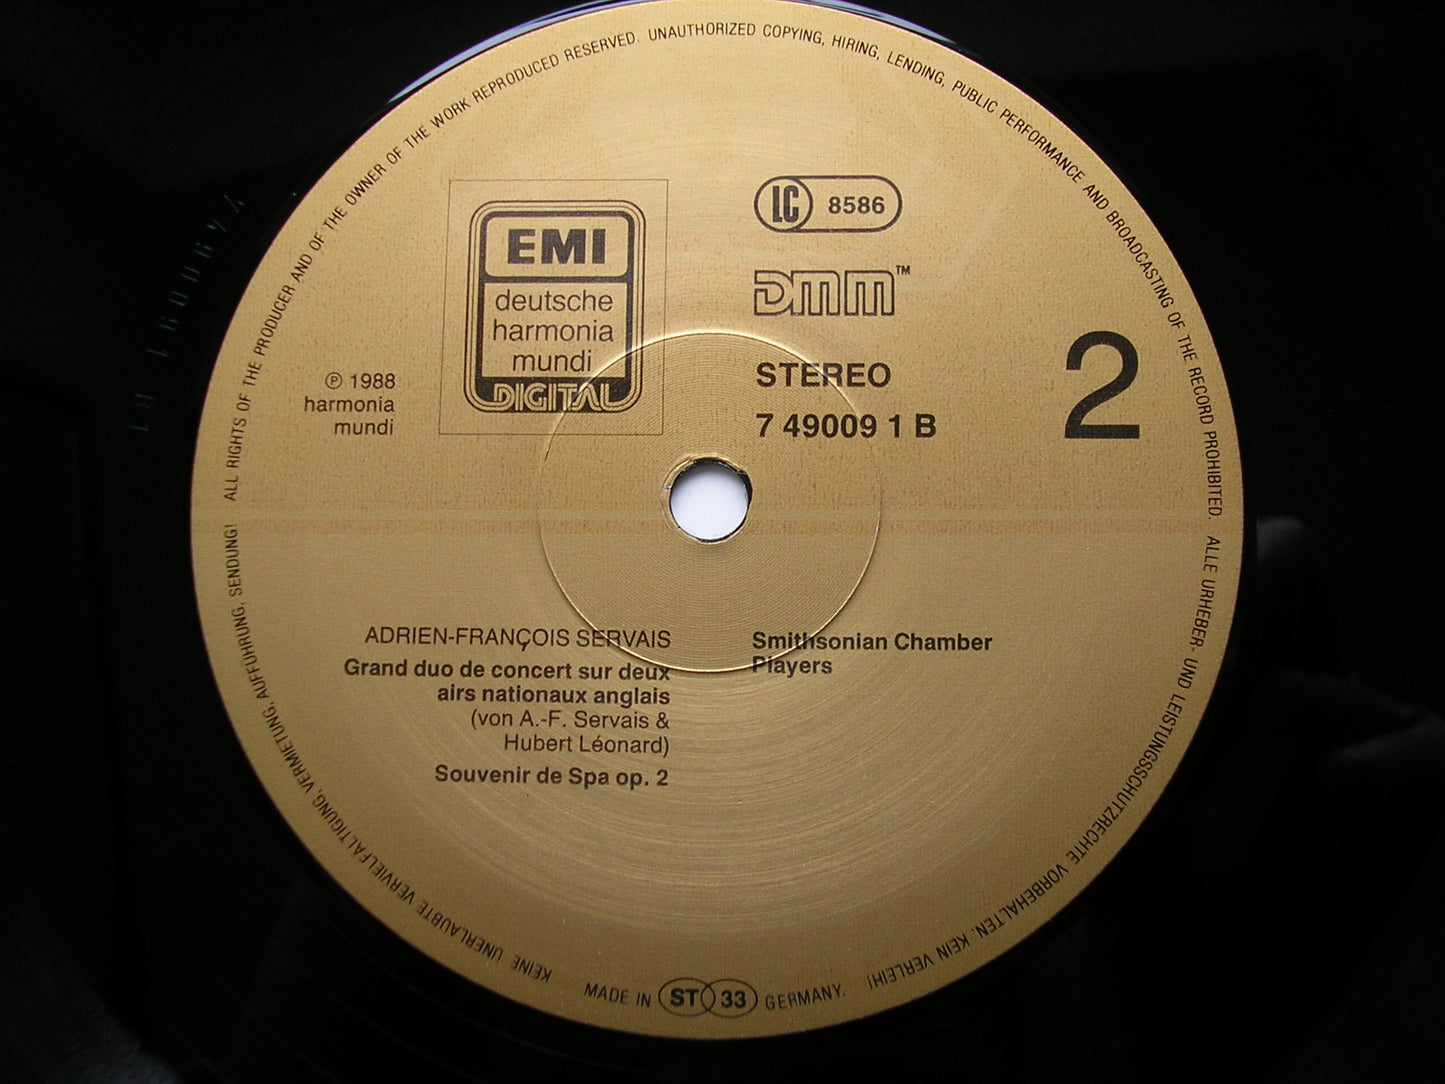 ALL RIGHTS OF THE PRODUCER AND OF THE OWNER OF THE WORK REPRODUCED RESERVED. UNAUTHORIZED COPYING, HIRING, LENDING, PUBLIC PERFORMANCE AND BROADCASTING OF THE RECORD PROHIBITED.
ALLE URHEBER- UND LEISTUNGSSCHUTZRECHTE VORBEHALTEN. KEIN VERLEIH!
KEINE UNERLAUBTE VERVIELFÄLTIGUNG, VERMIETUNG, AUFFÜHRUNG, SENDUNG!
EMI
deutsche
harmonia
mundi
DIGITAL
LC 8586
DMM™
STEREO
7 49009 1 B
2
℗ 1988
harmonia
mundi
ADRIEN-FRANÇOIS SERVAIS
Grand duo de concert sur deux
airs nationaux anglais
(von A.-F. Servais &
Hubert Léonard)
Souvenir de Spa op. 2
Smithsonian Chamber
Players
MADE IN ST 33 GERMANY.